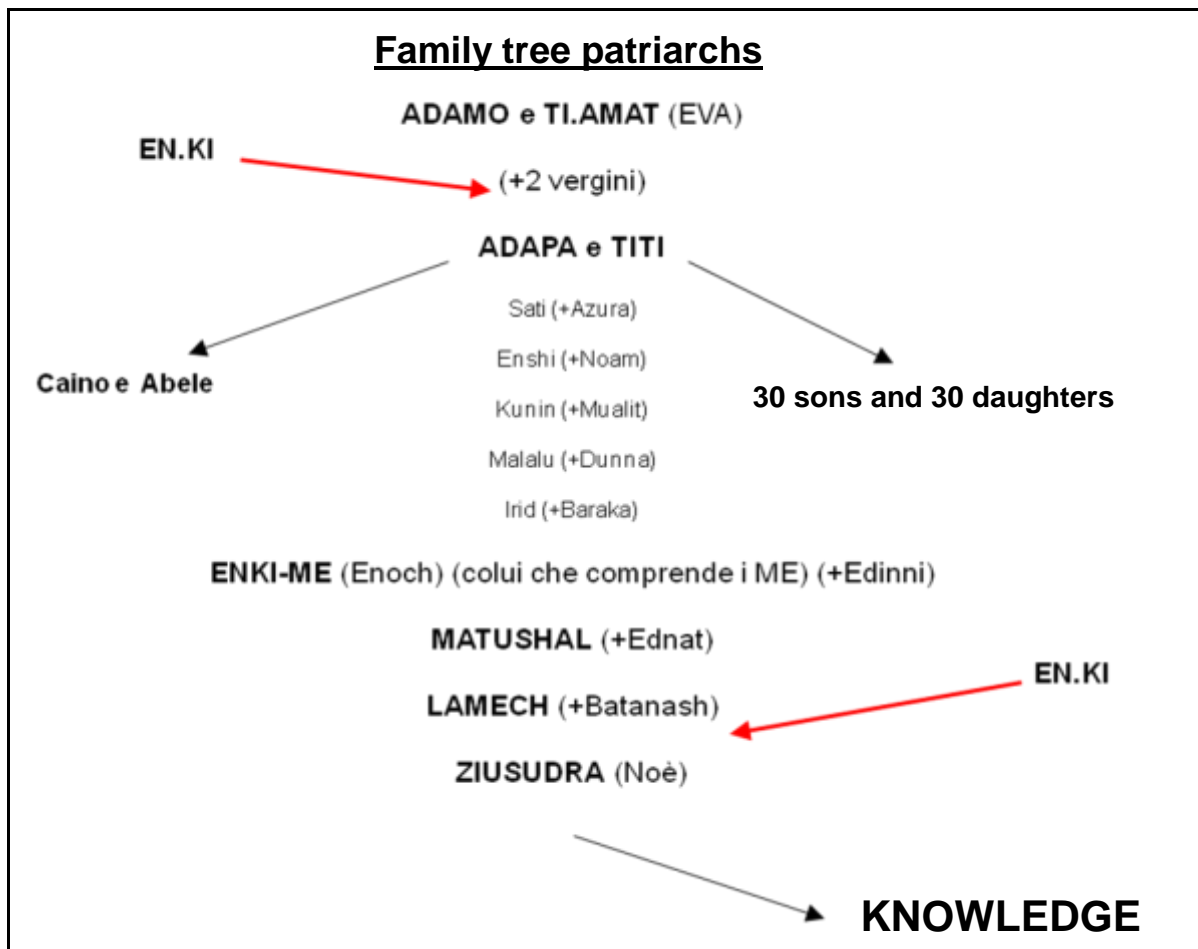 Family tree patriarchs
ADAMO e TI.AMAT (EVA)
EN.KI
(+2 vergini)
ADAPA e TITI
Sati (+Azura)
Enshi (+Noam)
Caino e Abele
30 sons and 30 daughters
Kunin (+Mualit)
Malalu (+Dunna)
Irid (+Baraka)
ENKI-ME (Enoch) (colui che comprende i ME) (+Edinni)
MATUSHAL (+Ednat)
EN.KI
LAMECH (+Batanash)
ZIUSUDRA (Noè)
KNOWLEDGE